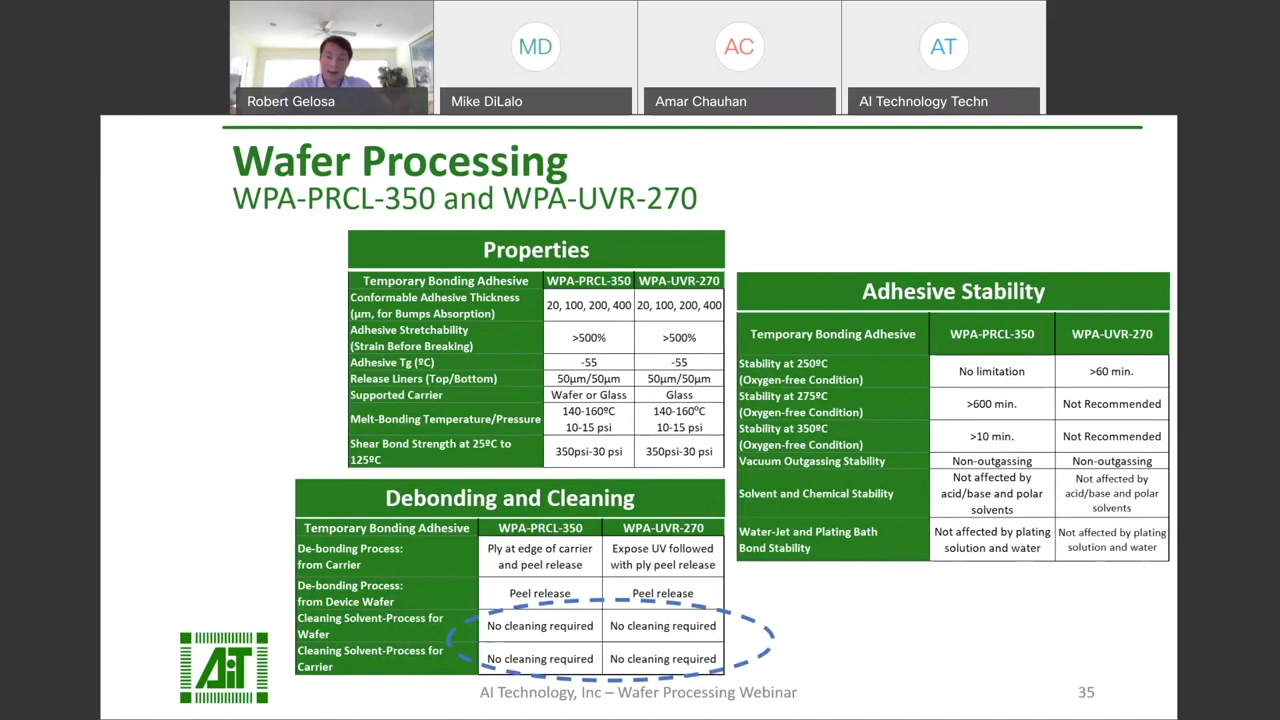 MD
AC
AT
Robert Gelosa
Mike DiLalo
Amar Chauhan
AI Technology Techn
Wafer Processing
WPA-PRCL-350 and WPA-UVR-270
Properties
Temporary Bonding Adhesive WPA-PRCL-350 WPA-UVR-270
Conformable Adhesive Thickness
(µm, for Bumps Absorption) 20, 100, 200, 400 20, 100, 200, 400
Adhesive Stretchability
(Strain Before Breaking) >500% >500%
Adhesive Tg (ºC) -55 -55
Release Liners (Top/Bottom) 50µm/50µm 50µm/50µm
Supported Carrier Wafer or Glass Glass
Melt-Bonding Temperature/Pressure 140-160ºC 140-160ºC
10-15 psi 10-15 psi
Shear Bond Strength at 25ºC to
125ºC 350psi-30 psi 350psi-30 psi
Adhesive Stability
Temporary Bonding Adhesive WPA-PRCL-350 WPA-UVR-270
Stability at 250ºC
(Oxygen-free Condition) No limitation >60 min.
Stability at 275ºC
(Oxygen-free Condition) >600 min. Not Recommended
Stability at 350ºC
(Oxygen-free Condition) >10 min. Not Recommended
Vacuum Outgassing Stability Non-outgassing Non-outgassing
Solvent and Chemical Stability Not affected by Not affected by
acid/base and polar acid/base and polar
solvents solvents
Water-Jet and Plating Bath Not affected by plating Not affected by plating
Bond Stability solution and water solution and water
Debonding and Cleaning
Temporary Bonding Adhesive WPA-PRCL-350 WPA-UVR-270
De-bonding Process: Ply at edge of carrier Expose UV followed
from Carrier and peel release with ply peel release
De-bonding Process:
from Device Wafer Peel release Peel release
Cleaning Solvent-Process for
Wafer No cleaning required No cleaning required
Cleaning Solvent-Process for
Carrier No cleaning required No cleaning required
AiT
AI Technology, Inc – Wafer Processing Webinar
35